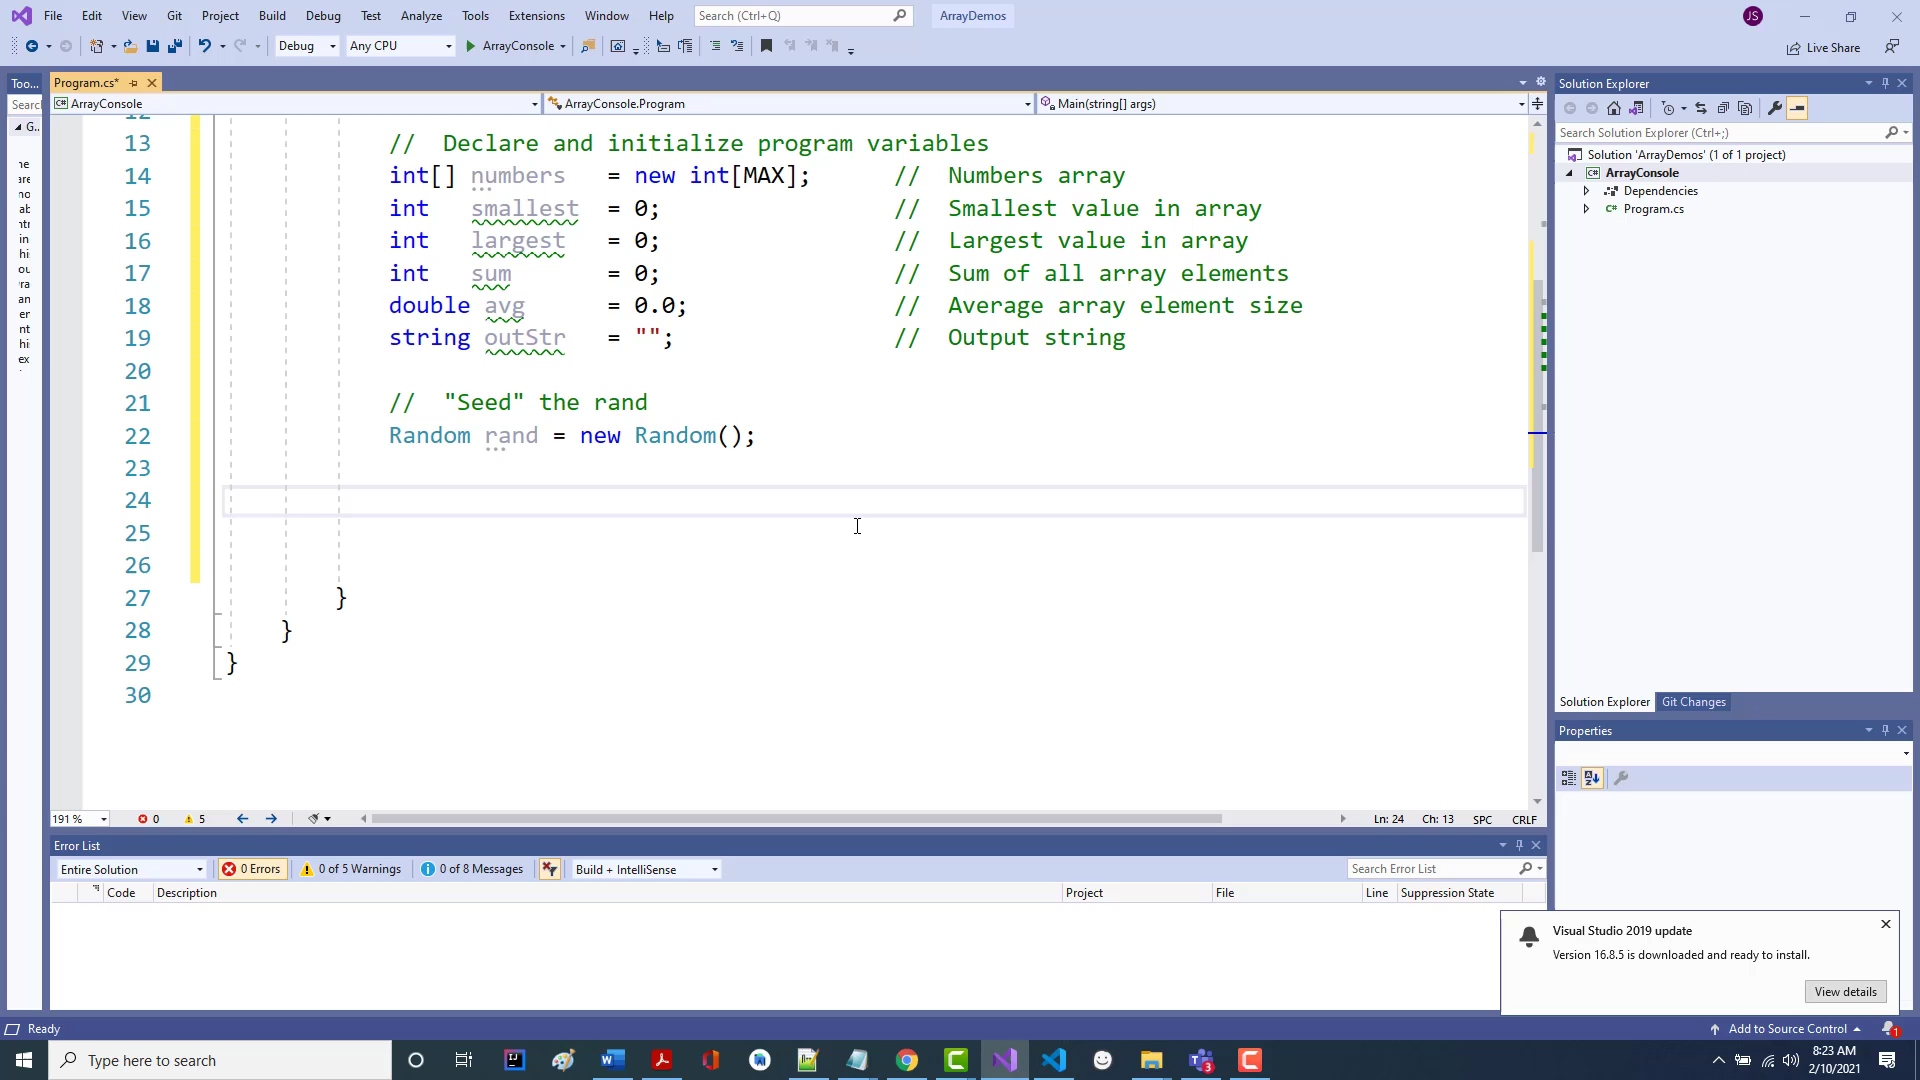 File Edit View Git Project Build Debug Test Analyze Tools Extensions Window Help Search (Ctrl+Q) ArrayDemos JS
Debug Any CPU ArrayConsole Live Share
Too... Program.cs*
Solution Explorer
ArrayConsole ArrayConsole.Program Main(string[] args)
Search Solution Explorer (Ctrl+;)
Solution 'ArrayDemos' (1 of 1 project)
ArrayConsole
Dependencies
Program.cs
13 // Declare and initialize program variables
14 int[] numbers = new int[MAX]; // Numbers array
15 int smallest = 0; // Smallest value in array
16 int largest = 0; // Largest value in array
17 int sum = 0; // Sum of all array elements
18 double avg = 0.0; // Average array element size
19 string outStr = ""; // Output string
20
21 // "Seed" the rand
22 Random rand = new Random();
23
24
25
26
27 }
28 }
29 }
30
Solution Explorer Git Changes
Properties
191 % 0 5 Ln: 24 Ch: 13 SPC CRLF
Error List
Entire Solution 0 Errors 0 of 5 Warnings 0 of 8 Messages Build + IntelliSense Search Error List
Code Description Project File Line Suppression State
Visual Studio 2019 update
Version 16.8.5 is downloaded and ready to install.
View details
Ready Add to Source Control 1
Type here to search 3 8:23 AM
2/10/2021